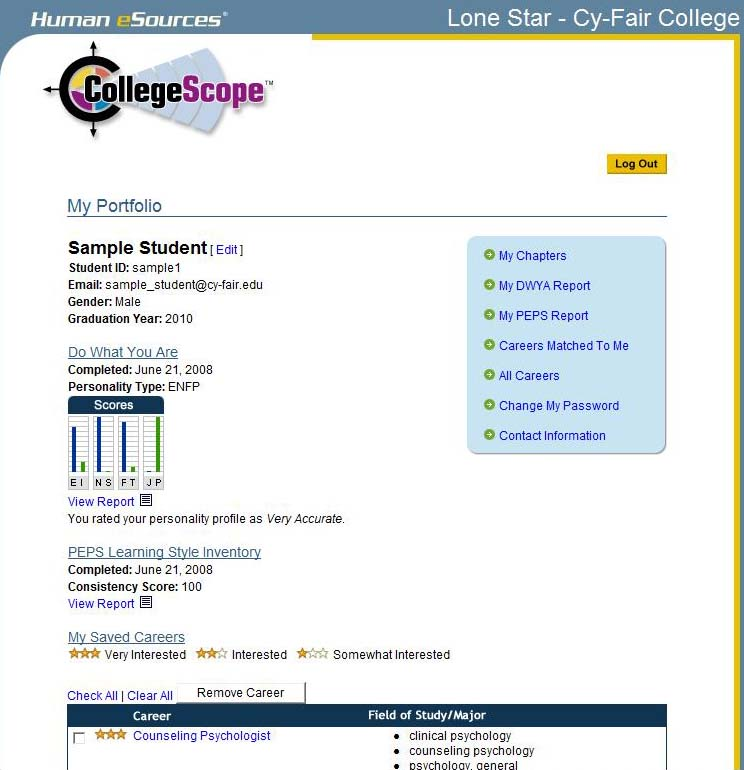 Human eSources®
Lone Star - Cy-Fair College
CollegeScope™
Log Out
My Portfolio
Sample Student [ Edit ]
Student ID: sample1
Email: sample_student@cy-fair.edu
Gender: Male
Graduation Year: 2010
Do What You Are
Completed: June 21, 2008
Personality Type: ENFP
Scores
E I N S F T J P
View Report
You rated your personality profile as Very Accurate.
PEPS Learning Style Inventory
Completed: June 21, 2008
Consistency Score: 100
View Report
My Chapters
My DWYA Report
My PEPS Report
Careers Matched To Me
All Careers
Change My Password
Contact Information
My Saved Careers
Very Interested Interested Somewhat Interested
Check All | Clear All Remove Career
Career Field of Study/Major
Counseling Psychologist • clinical psychology
• counseling psychology
• psychology, general